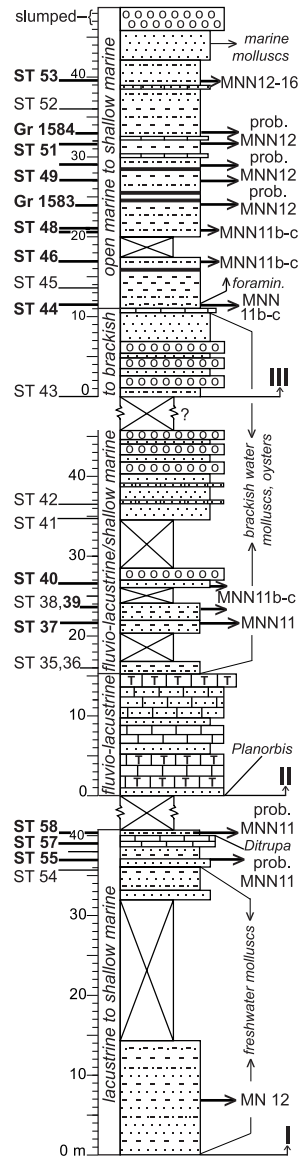 slumped
marine
molluscs
40
ST 53
MNN12-16
ST 52
Gr 1584
prob.
MNN12
ST 51
30
prob.
MNN12
ST 49
prob.
MNN12
Gr 1583
ST 48
20
MNN11b-c
ST 46
MNN11b-c
ST 45
foramin.
ST 44
MNN
11b-c
10
open marine to shallow marine
to brackish
III
ST 43
0
?
40
ST 42
ST 41
brackish water
molluscs, oysters
30
ST 40
MNN11b-c
ST 38,39
ST 37
MNN11
20
ST 35,36
fluvio-lacustrine/shallow marine
T T T T T
10
T T T
T T T
Planorbis
T T T
fluvio-lacustrine
II
0
ST 58
prob.
MNN11
40
ST 57
Ditrupa
ST 55
prob.
MNN11
ST 54
30
20
freshwater molluscs
10
MN 12
lacustrine to shallow marine
I
0 m